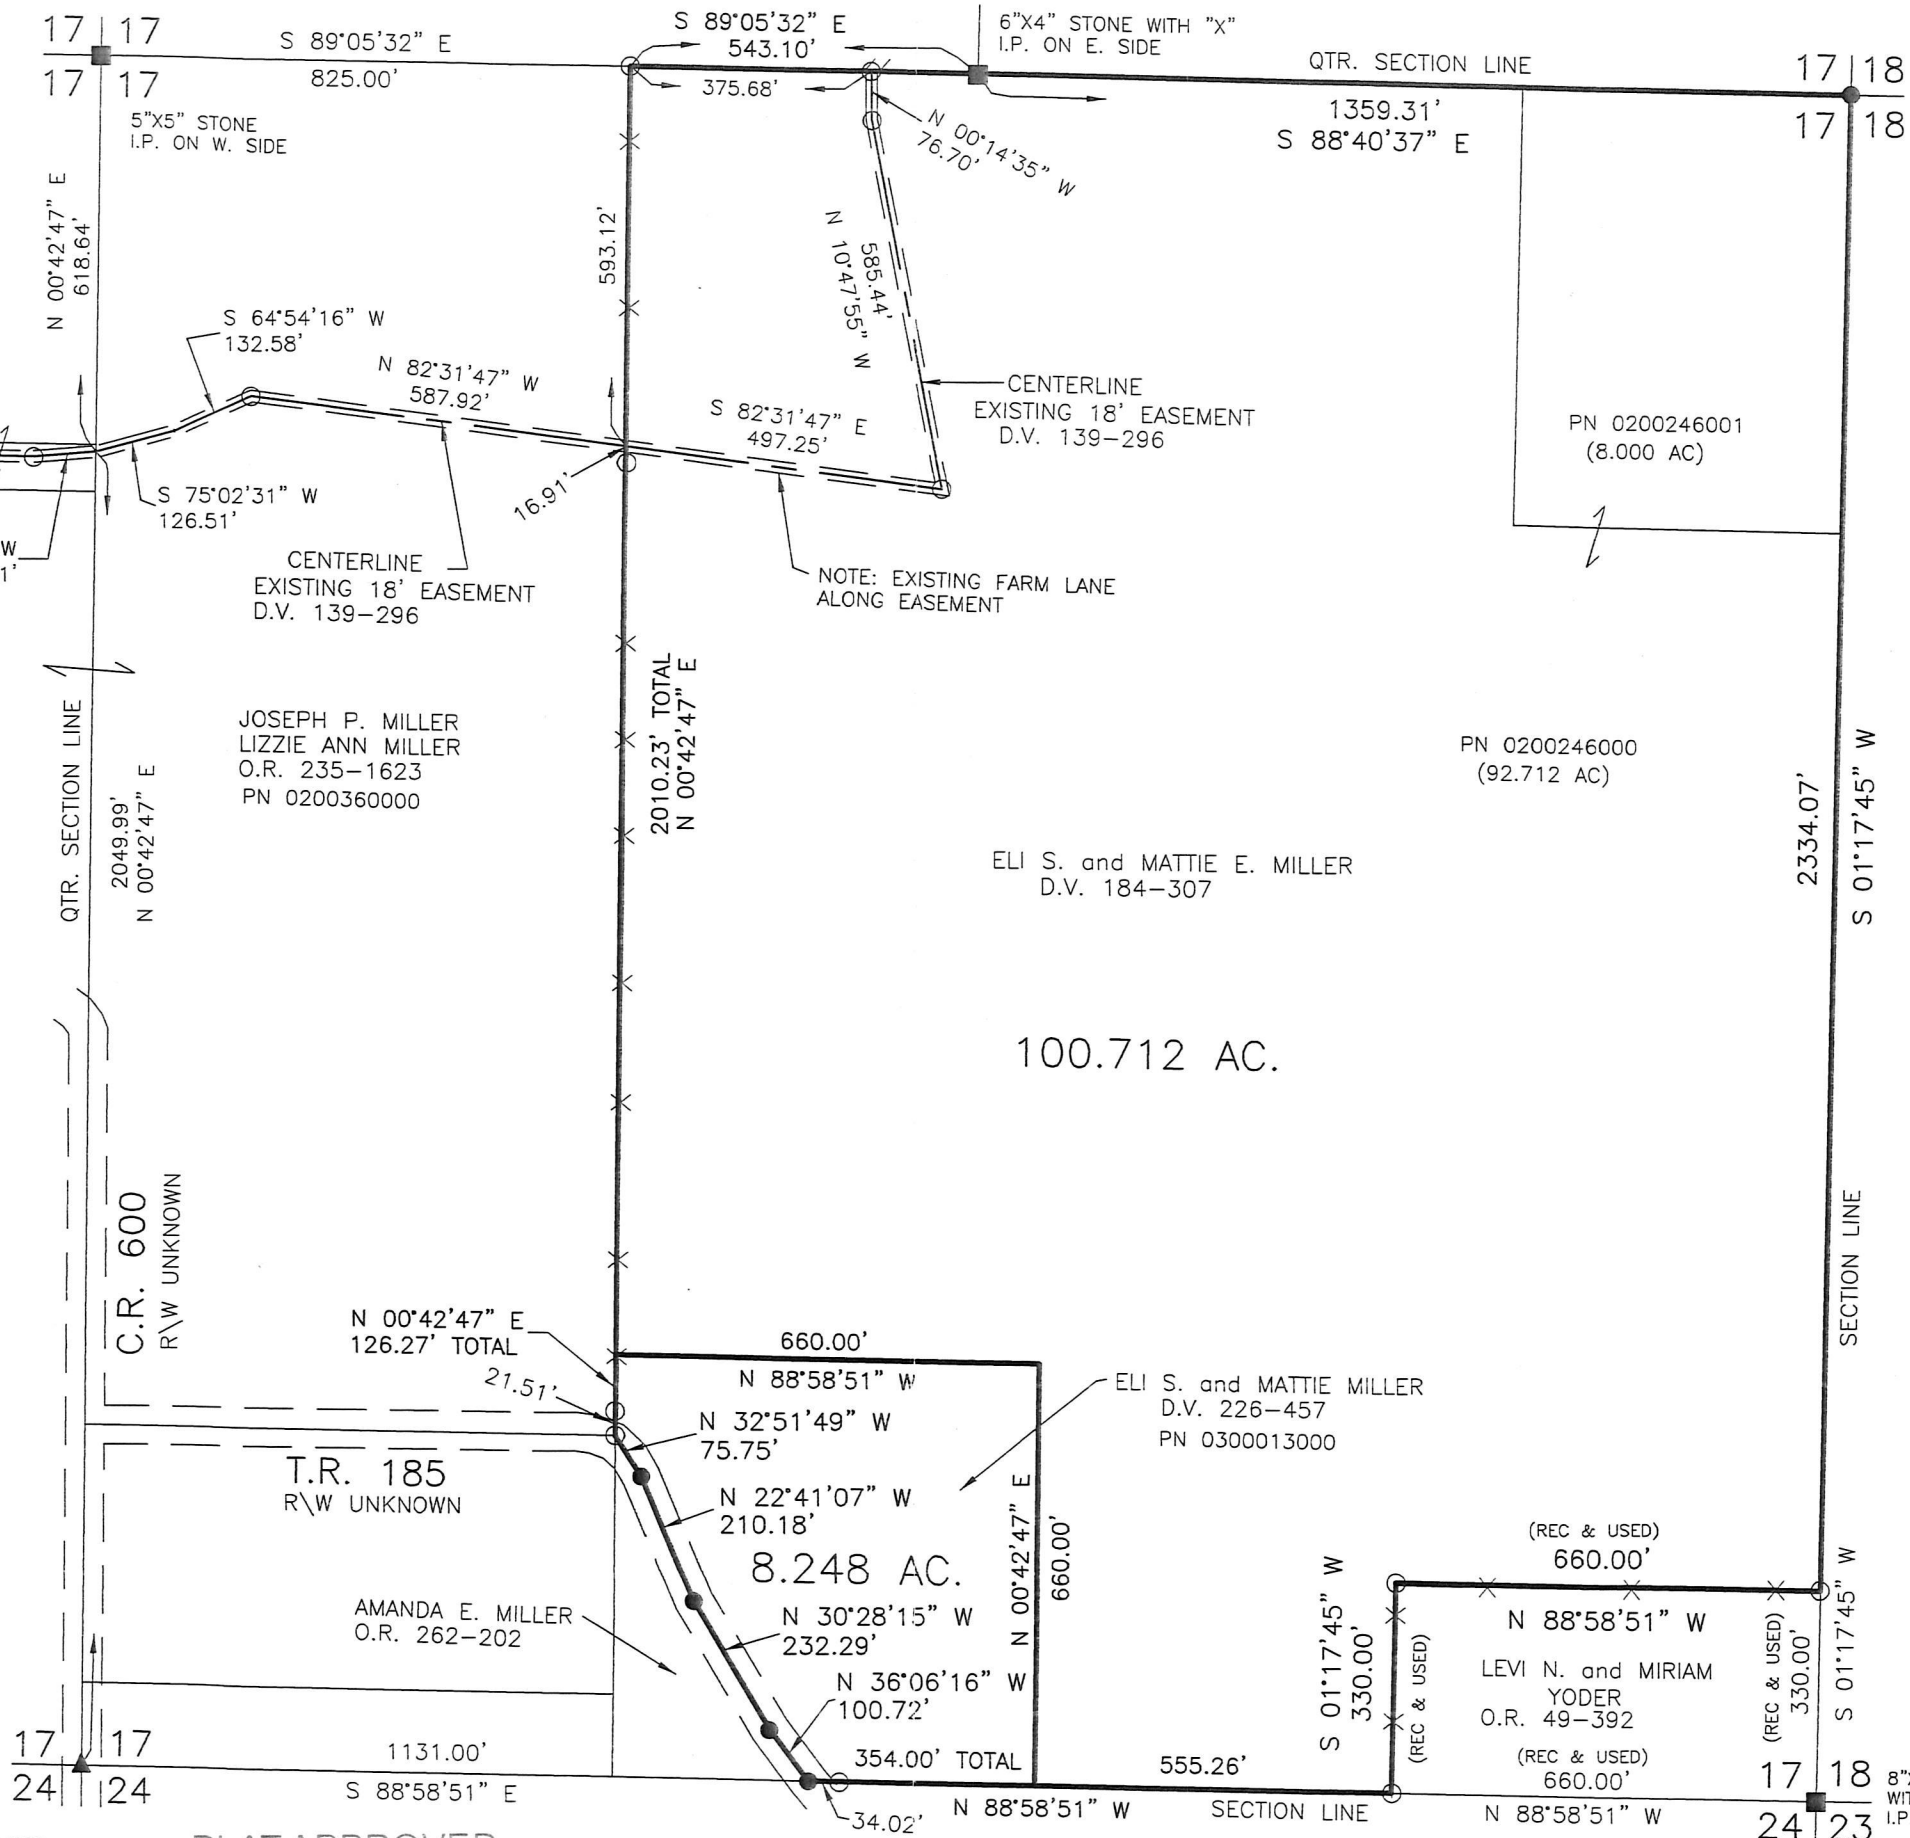 17 17
17 17
S 89°05'32" E
825.00'
S 89°05'32" E
543.10'
375.68'
6"X4" STONE WITH "X"
I.P. ON E. SIDE
QTR. SECTION LINE
1359.31'
S 88°40'37" E
17 18
17 18
5"X5" STONE
I.P. ON W. SIDE
N 00°42'47" E
618.64'
593.12'
N 00°14'35" W
76.70'
585.44'
N 10°47'55" W
S 64°54'16" W
132.58'
N 82°31'47" W
587.92'
S 82°31'47" E
497.25'
CENTERLINE
EXISTING 18' EASEMENT
D.V. 139-296
PN 0200246001
(8.000 AC)
16.91'
S 75°02'31" W
126.51'
W
1'
CENTERLINE
EXISTING 18' EASEMENT
D.V. 139-296
NOTE: EXISTING FARM LANE
ALONG EASEMENT
QTR. SECTION LINE
2049.99'
N 00°42'47" E
JOSEPH P. MILLER
LIZZIE ANN MILLER
O.R. 235-1623
PN 0200360000
2010.23' TOTAL
N 00°42'47" E
PN 0200246000
(92.712 AC)
2334.07'
S 01°17'45" W
ELI S. and MATTIE E. MILLER
D.V. 184-307
100.712 AC.
C.R. 600
R\W UNKNOWN
SECTION LINE
N 00°42'47" E
126.27' TOTAL
21.51'
660.00'
N 88°58'51" W
N 32°51'49" W
75.75'
ELI S. and MATTIE MILLER
D.V. 226-457
PN 0300013000
T.R. 185
R\W UNKNOWN
N 22°41'07" W
210.18'
8.248 AC.
N 00°42'47" E
660.00'
AMANDA E. MILLER
O.R. 262-202
N 30°28'15" W
232.29'
N 36°06'16" W
100.72'
S 01°17'45" W
330.00'
(REC & USED)
(REC & USED)
660.00'
N 88°58'51" W
LEVI N. and MIRIAM
YODER
O.R. 49-392
(REC & USED)
330.00'
S 01°17'45" W
(REC & USED)
660.00'
N 88°58'51" W
17 17
24 24
1131.00'
S 88°58'51" E
354.00' TOTAL
34.02'
N 88°58'51" W
555.26'
SECTION LINE
17 18
24 23
WIT
I.P
PLAT APPROVED